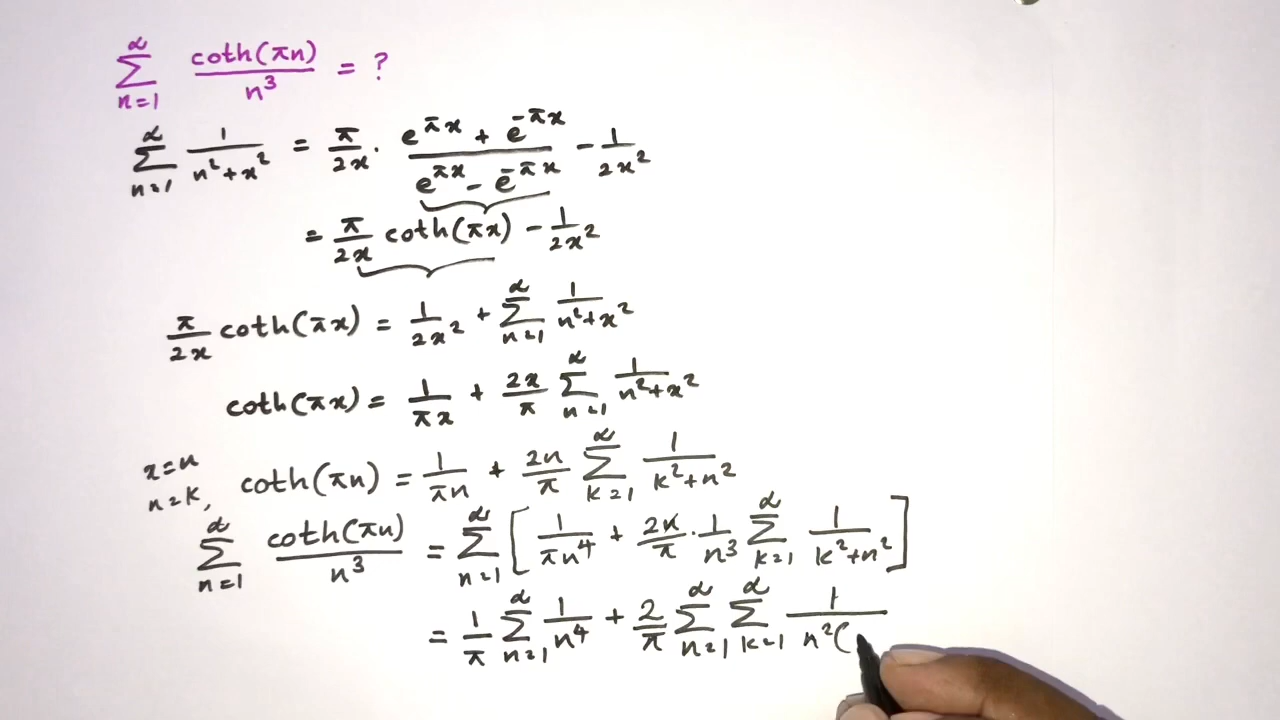 ∑_{n=1}^{∝} coth(πn)/n³ = ?
∑_{n=1}^{∝} 1/(n²+x²) = π/2x · (e^{πx} + e^{-πx})/(e^{πx} - e^{-πx}) - 1/2x²
= π/2x coth(πx) - 1/2x²
π/2x coth(πx) = 1/2x² + ∑_{n=1}^{∝} 1/(n²+x²)
coth(πx) = 1/πx + 2x/π ∑_{n=1}^{∝} 1/(n²+x²)
x=n
n=k, coth(πn) = 1/πn + 2n/π ∑_{k=1}^{∝} 1/(k²+n²)
∑_{n=1}^{∝} coth(πn)/n³ = ∑_{n=1}^{∝} [1/πn⁴ + 2n/π · 1/n³ ∑_{k=1}^{∝} 1/(k²+n²)]
= 1/π ∑_{n=1}^{∝} 1/n⁴ + 2/π ∑_{n=1}^{∝} ∑_{k=1}^{∝} 1/n²(